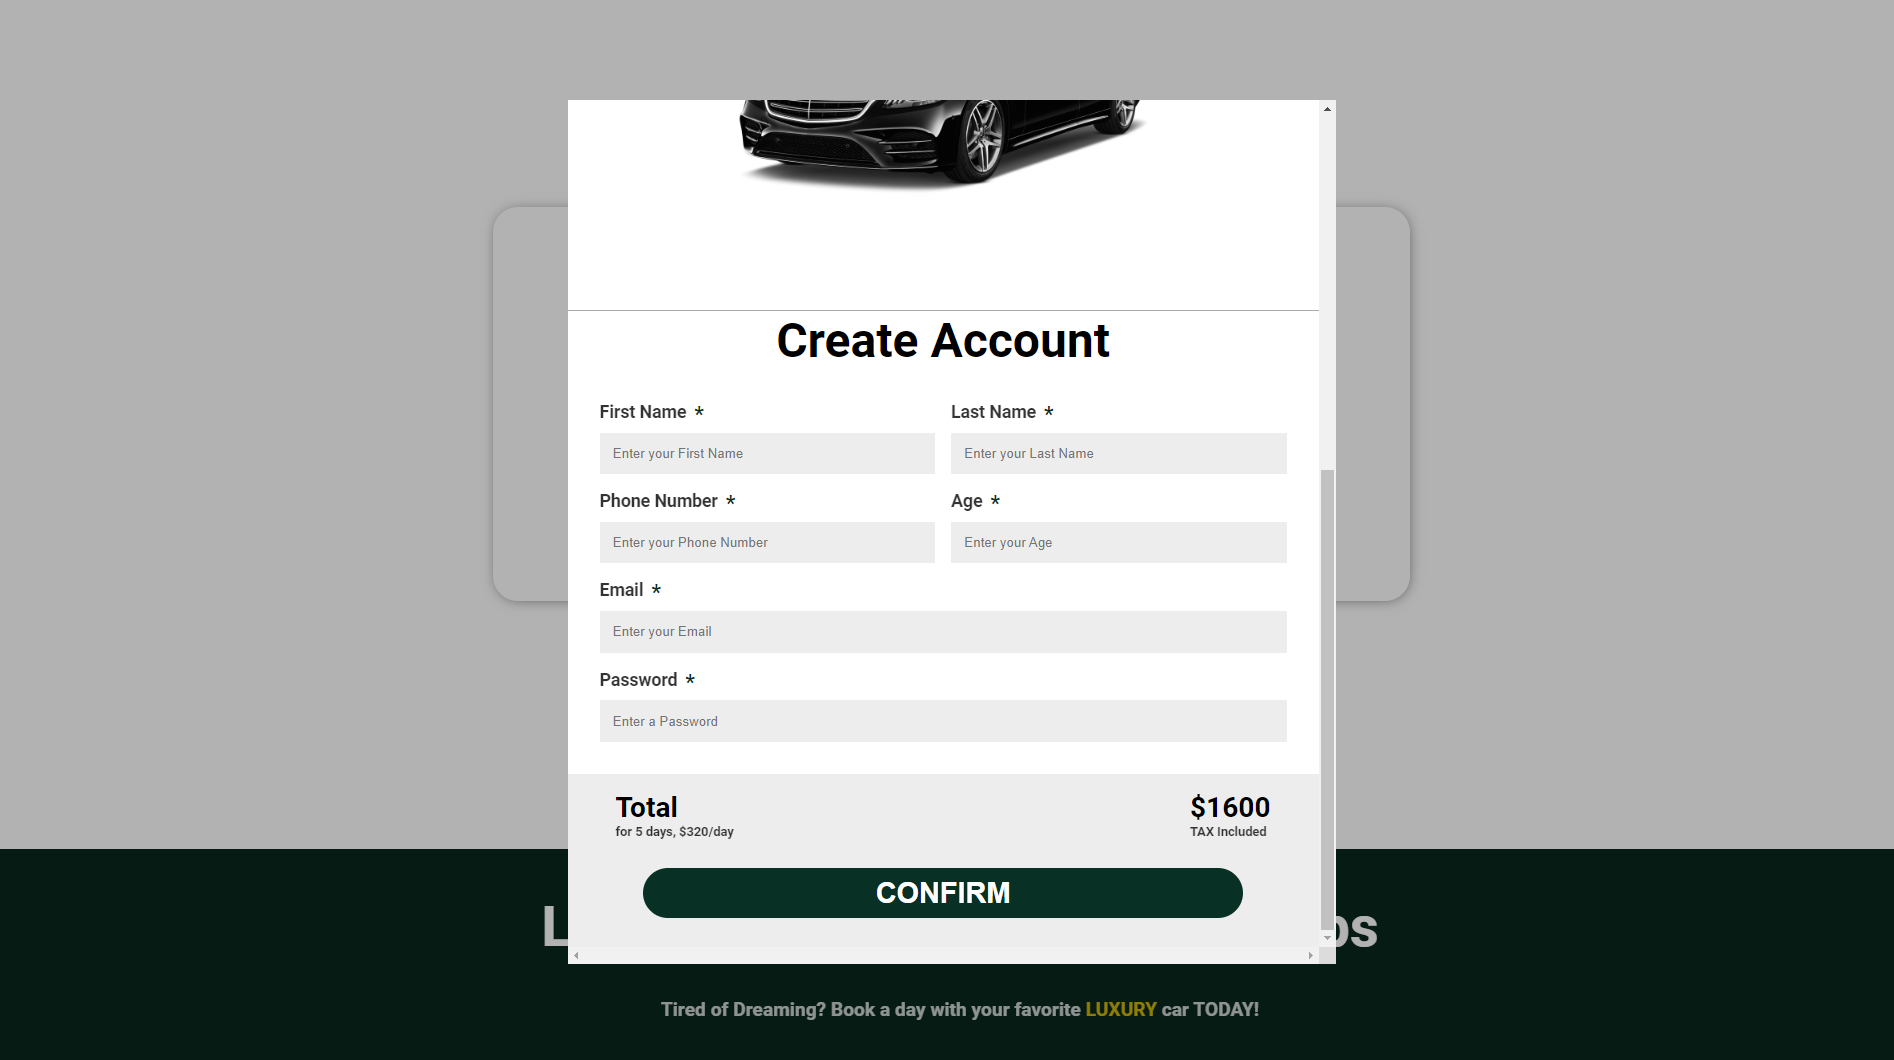 Create Account
First Name *
Last Name *
Enter your First Name
Enter your Last Name
Phone Number *
Age *
Enter your Phone Number
Enter your Age
Email *
Enter your Email
Password *
Enter a Password
Total
$1600
for 5 days, $320/day
TAX Included
CONFIRM
Tired of Dreaming? Book a day with your favorite LUXURY car TODAY!